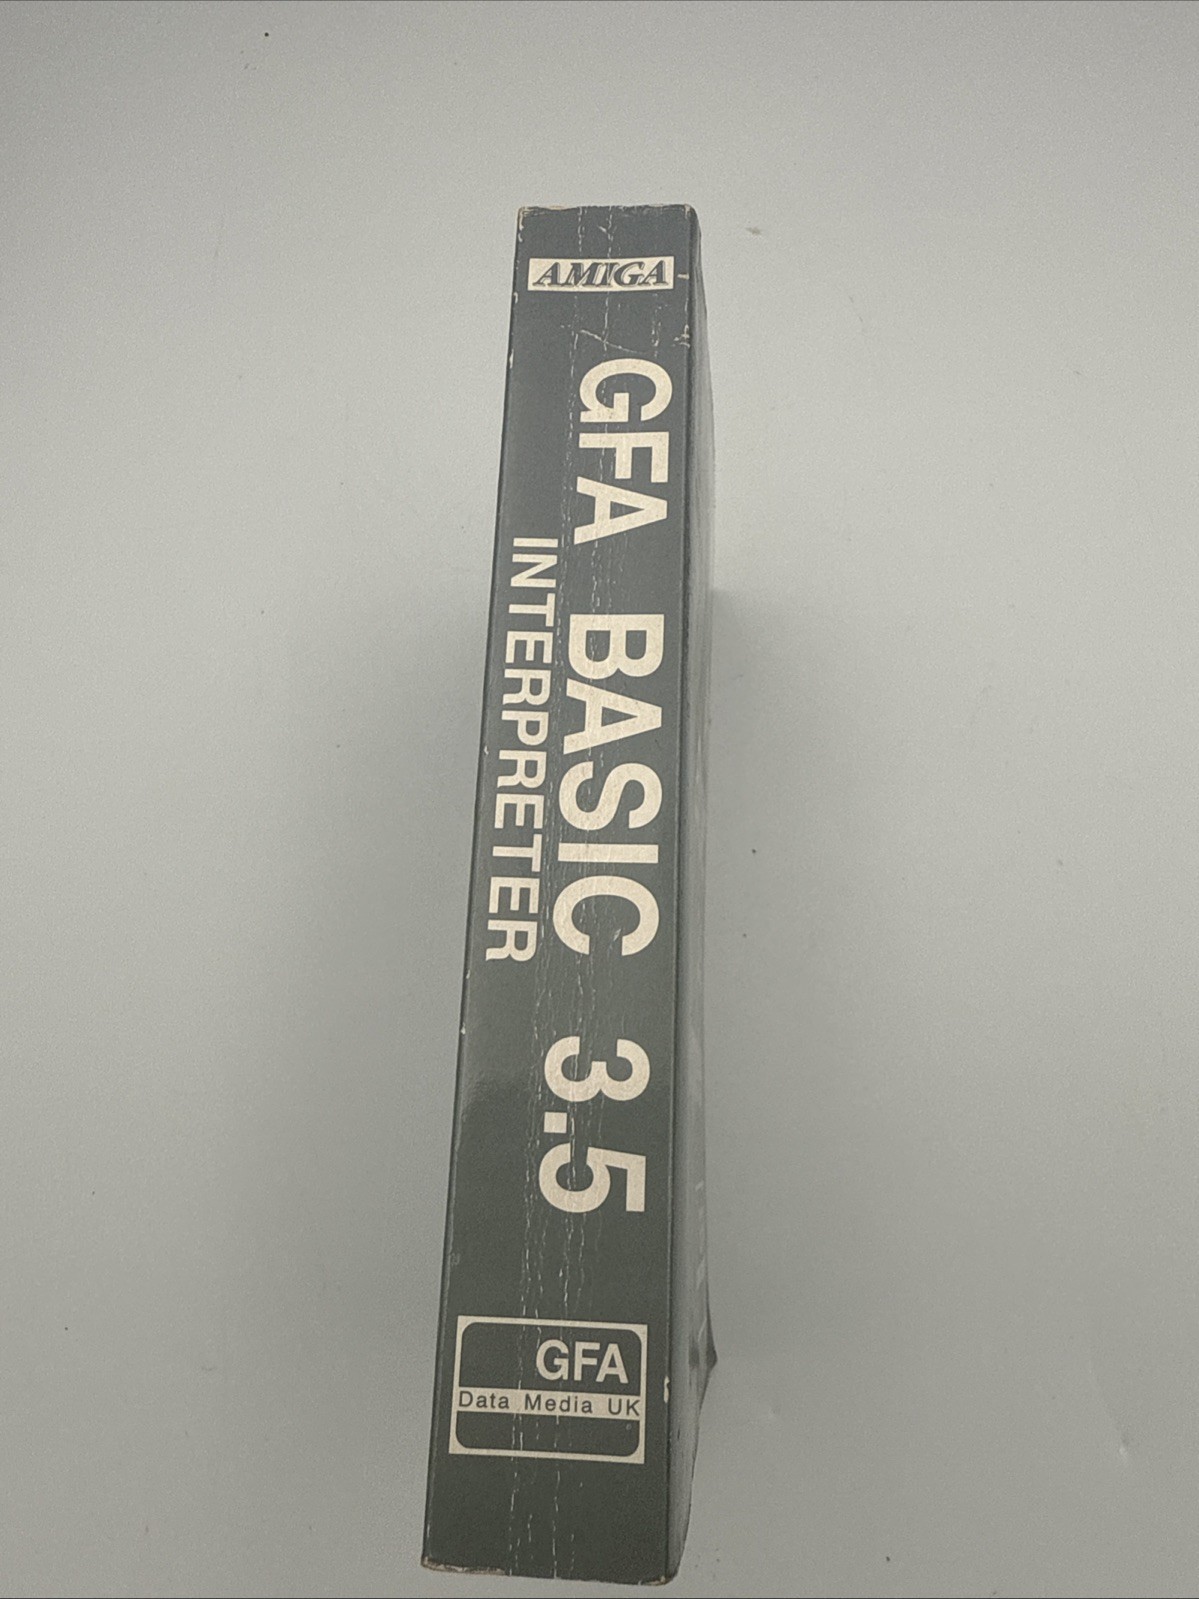 AMIGA
GFA BASIC 3.5
INTERPRETER
GFA
Data Media UK